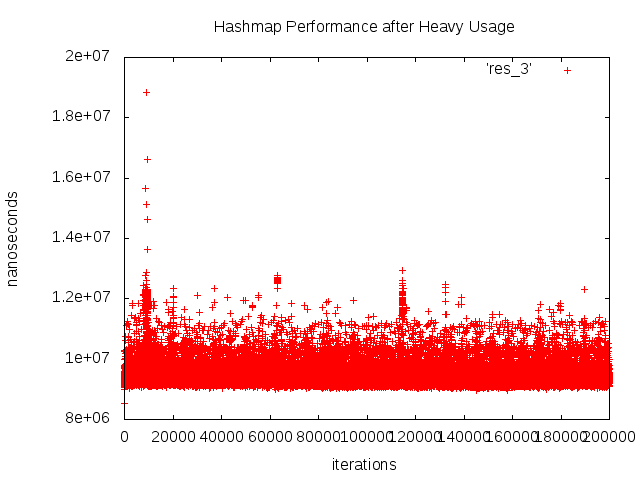 Hashmap Performance after Heavy Usage
2e+07
'res_3'
1.8e+07
1.6e+07
1.4e+07
1.2e+07
1e+07
8e+06
nanoseconds
0 20000 40000 60000 80000 100000 120000 140000 160000 180000 200000
iterations